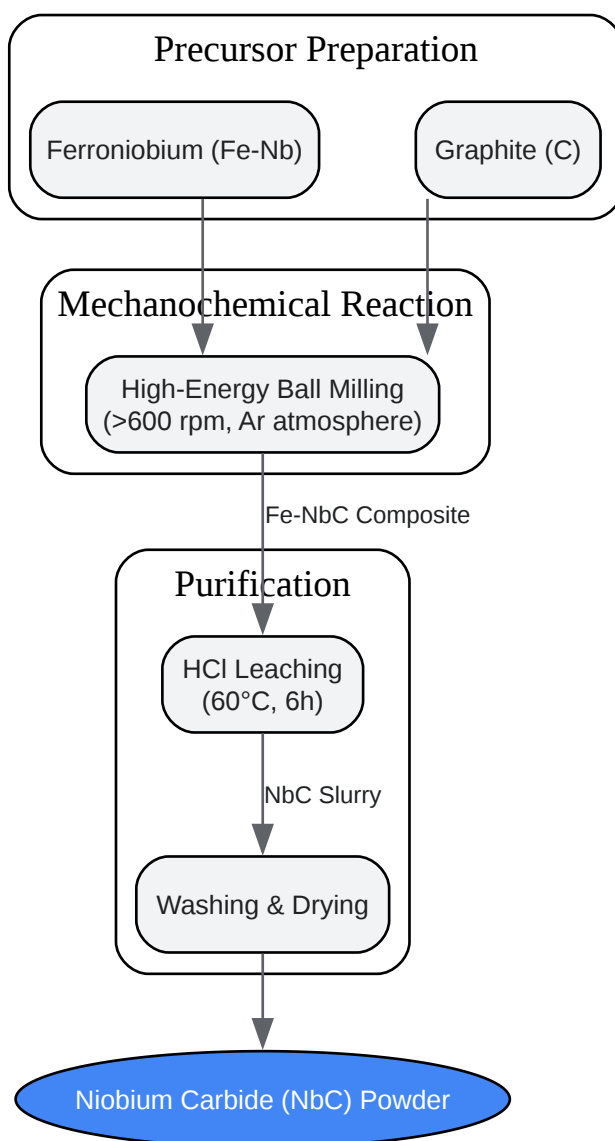 Precursor Preparation
Ferroniobium (Fe-Nb)
Graphite (C)
Mechanochemical Reaction
High-Energy Ball Milling
(>600 rpm, Ar atmosphere)
Fe-NbC Composite
Purification
HCl Leaching
(60°C, 6h)
NbC Slurry
Washing & Drying
Niobium Carbide (NbC) Powder